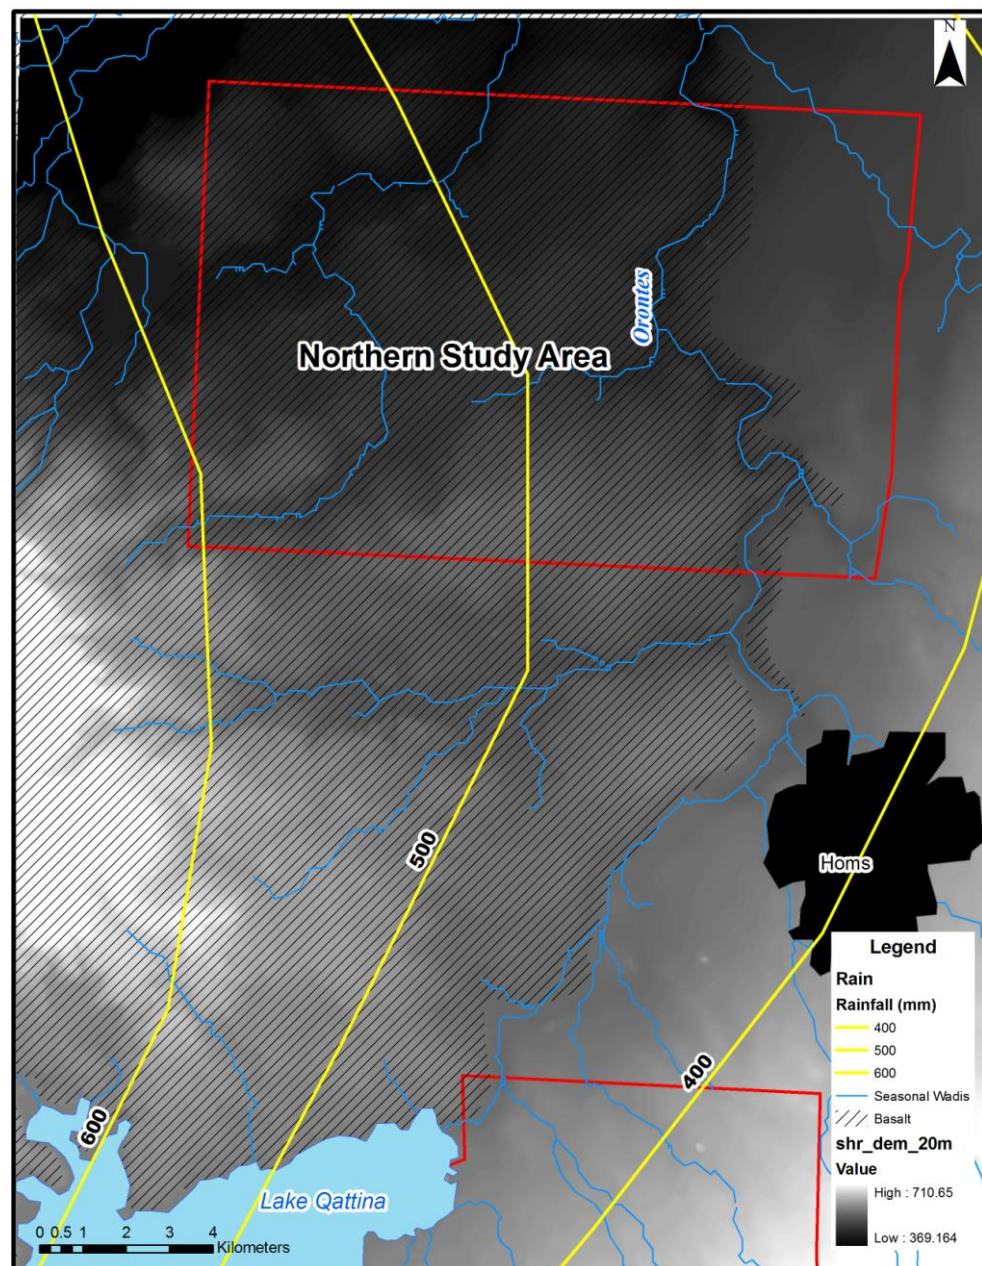 N
Orontes
Northern Study Area
500
Homs
400
600
Lake Qattina
0 0.5 1 2 3 4
Kilometers
Legend
Rain
Rainfall (mm)
400
500
600
Seasonal Wadis
Basalt
shr_dem_20m
Value
High : 710.65
Low : 369.164